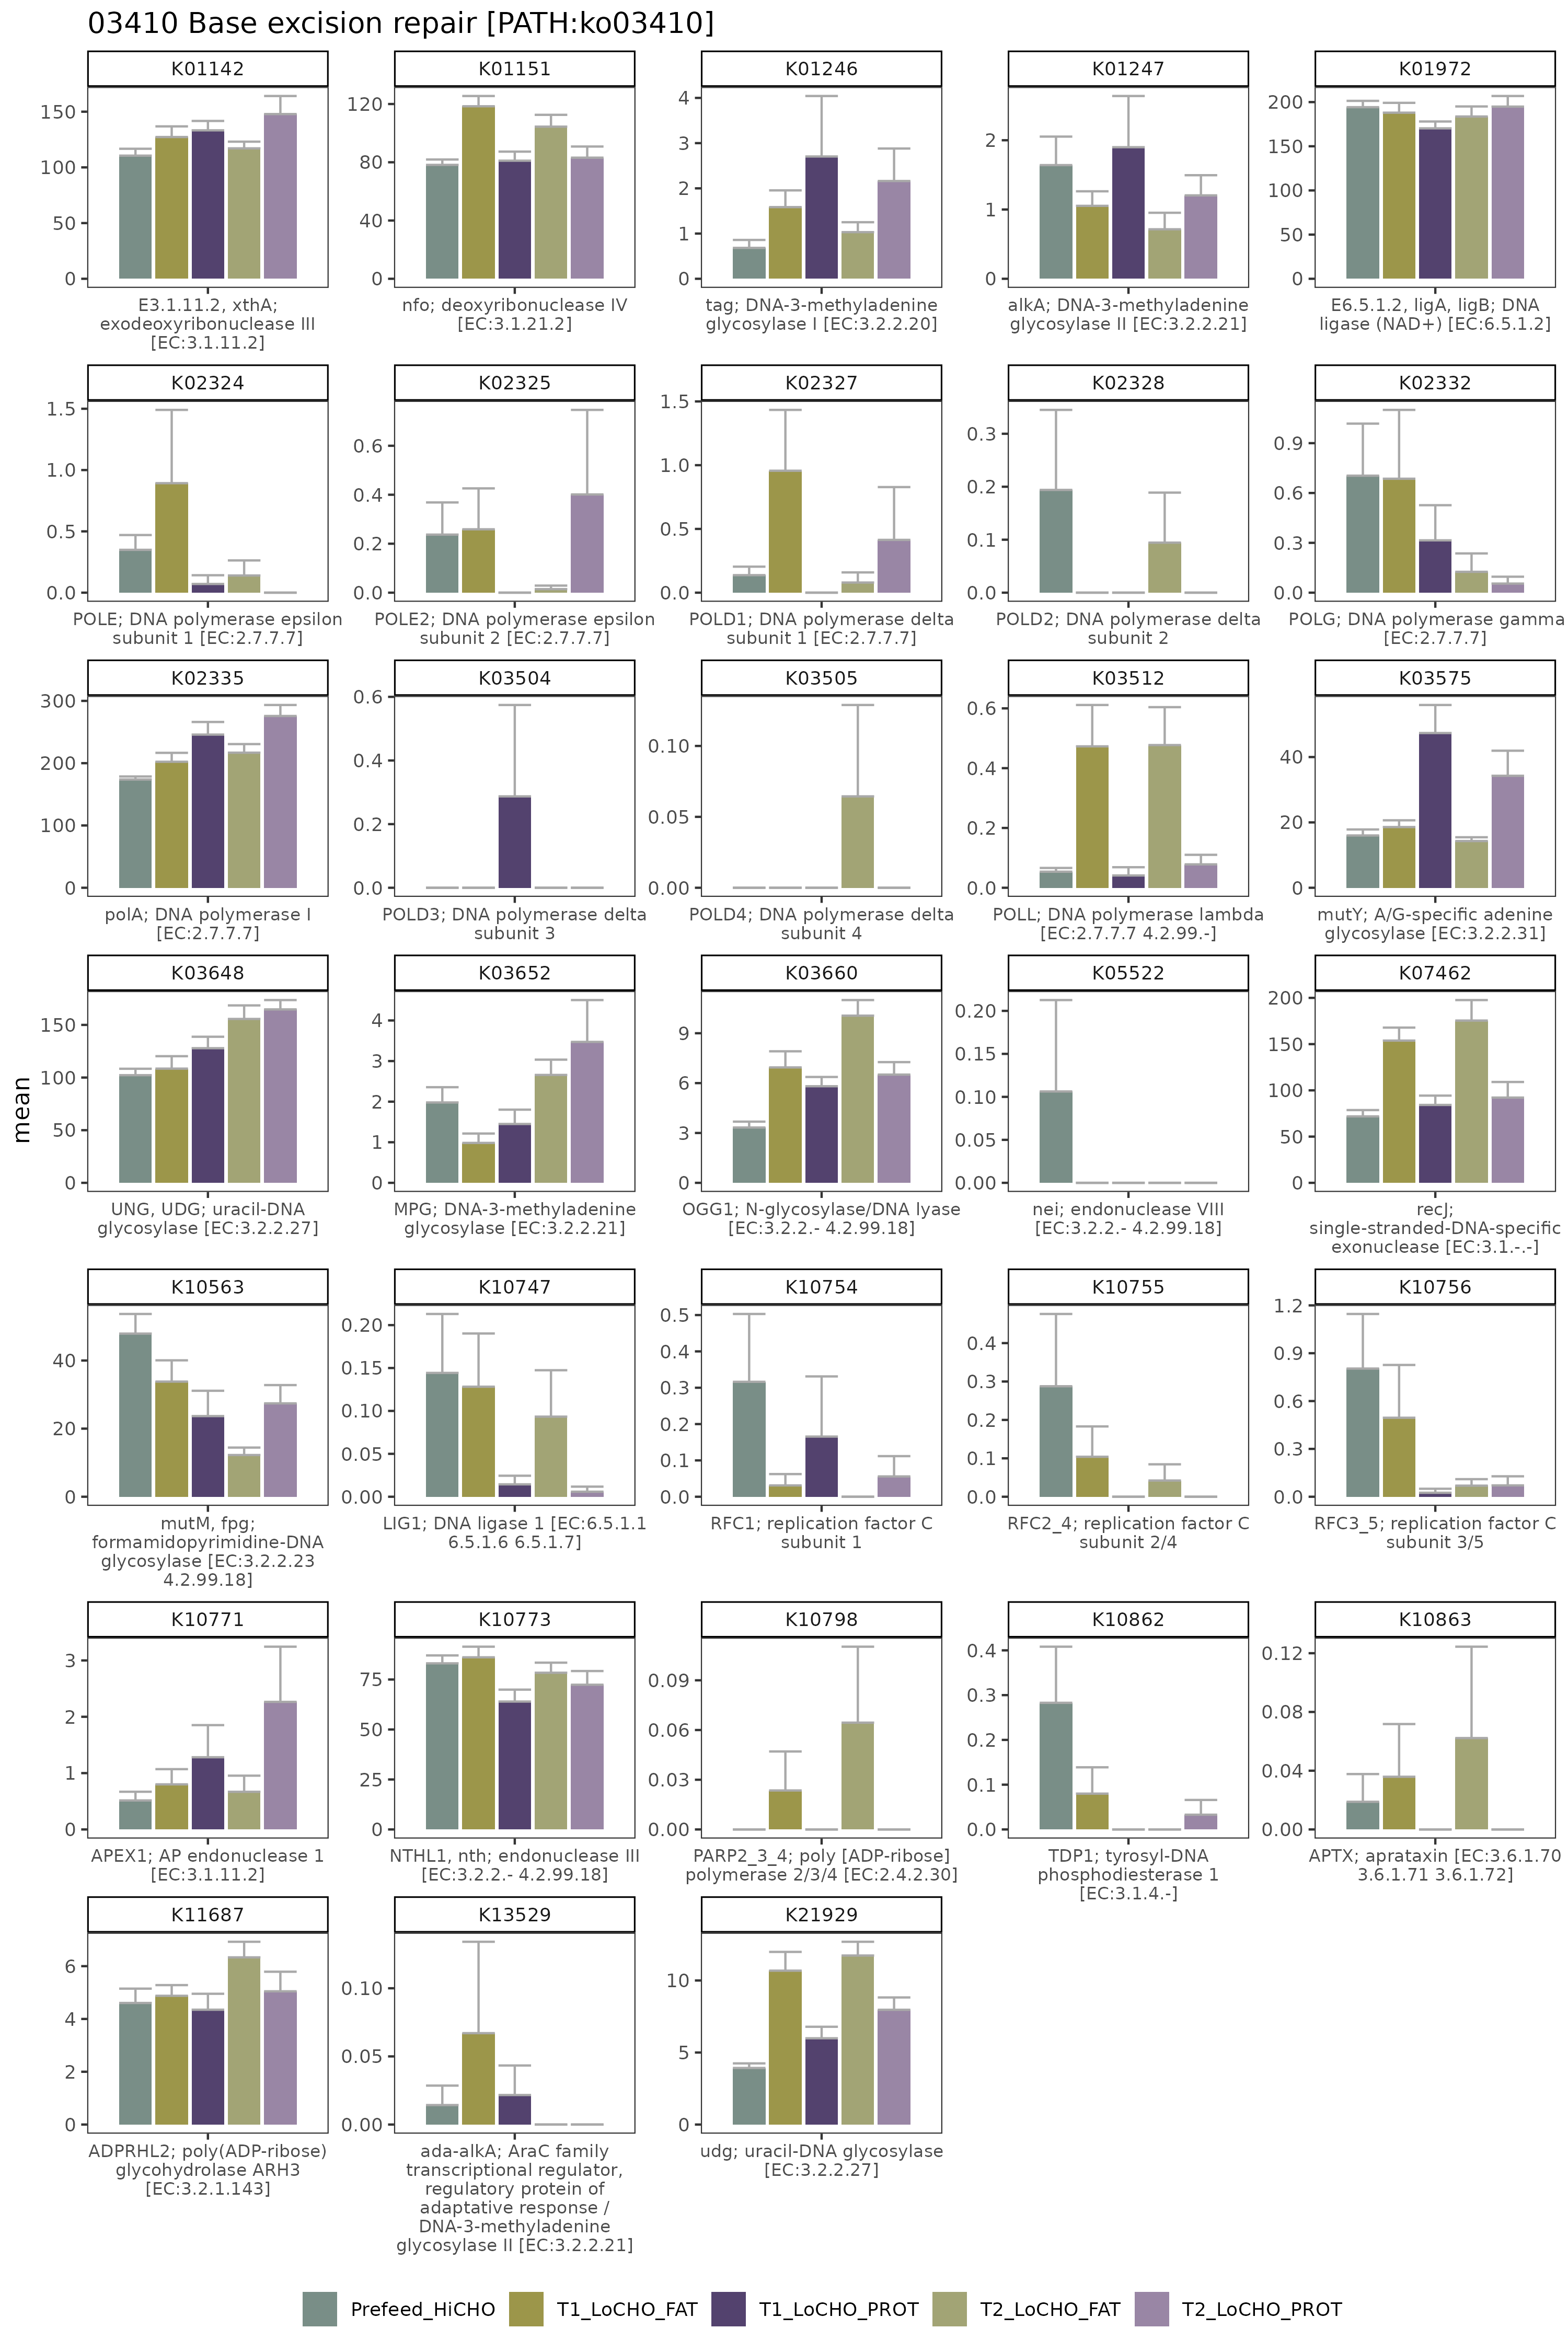 03410 Base excision repair [PATH:ko03410]
K01142
K01151
K01246
K01247
K01972
150
100
50
0
120
80
40
0
4
3
2
1
0
2
1
0
200
150
100
50
0
E3.1.11.2, xthA;
exodeoxyribonuclease III
[EC:3.1.11.2]
nfo; deoxyribonuclease IV
[EC:3.1.21.2]
tag; DNA-3-methyladenine
glycosylase I [EC:3.2.2.20]
alkA; DNA-3-methyladenine
glycosylase II [EC:3.2.2.21]
E6.5.1.2, ligA, ligB; DNA
ligase (NAD+) [EC:6.5.1.2]
K02324
K02325
K02327
K02328
K02332
1.5
1.0
0.5
0.0
0.6
0.4
0.2
0.0
1.5
1.0
0.5
0.0
0.3
0.2
0.1
0.0
0.9
0.6
0.3
0.0
POLE; DNA polymerase epsilon
subunit 1 [EC:2.7.7.7]
POLE2; DNA polymerase epsilon
subunit 2 [EC:2.7.7.7]
POLD1; DNA polymerase delta
subunit 1 [EC:2.7.7.7]
POLD2; DNA polymerase delta
subunit 2
POLG; DNA polymerase gamma
[EC:2.7.7.7]
K02335
K03504
K03505
K03512
K03575
300
200
100
0
0.6
0.4
0.2
0.0
0.10
0.05
0.00
0.6
0.4
0.2
0.0
40
20
0
polA; DNA polymerase I
[EC:2.7.7.7]
POLD3; DNA polymerase delta
subunit 3
POLD4; DNA polymerase delta
subunit 4
POLL; DNA polymerase lambda
[EC:2.7.7.7 4.2.99.-]
mutY; A/G-specific adenine
glycosylase [EC:3.2.2.31]
K03648
K03652
K03660
K05522
K07462
mean
150
100
50
0
4
3
2
1
0
9
6
3
0
0.20
0.15
0.10
0.05
0.00
200
150
100
50
0
UNG, UDG; uracil-DNA
glycosylase [EC:3.2.2.27]
MPG; DNA-3-methyladenine
glycosylase [EC:3.2.2.21]
OGG1; N-glycosylase/DNA lyase
[EC:3.2.2.- 4.2.99.18]
nei; endonuclease VIII
[EC:3.2.2.- 4.2.99.18]
recJ;
single-stranded-DNA-specific
exonuclease [EC:3.1.-.-]
K10563
K10747
K10754
K10755
K10756
40
20
0
0.20
0.15
0.10
0.05
0.00
0.5
0.4
0.3
0.2
0.1
0.0
0.4
0.3
0.2
0.1
0.0
1.2
0.9
0.6
0.3
0.0
mutM, fpg;
formamidopyrimidine-DNA
glycosylase [EC:3.2.2.23
4.2.99.18]
LIG1; DNA ligase 1 [EC:6.5.1.1
6.5.1.6 6.5.1.7]
RFC1; replication factor C
subunit 1
RFC2_4; replication factor C
subunit 2/4
RFC3_5; replication factor C
subunit 3/5
K10771
K10773
K10798
K10862
K10863
3
2
1
0
75
50
25
0
0.09
0.06
0.03
0.00
0.4
0.3
0.2
0.1
0.0
0.12
0.08
0.04
0.00
APEX1; AP endonuclease 1
[EC:3.1.11.2]
NTHL1, nth; endonuclease III
[EC:3.2.2.- 4.2.99.18]
PARP2_3_4; poly [ADP-ribose]
polymerase 2/3/4 [EC:2.4.2.30]
TDP1; tyrosyl-DNA
phosphodiesterase 1
[EC:3.1.4.-]
APTX; aprataxin [EC:3.6.1.70
3.6.1.71 3.6.1.72]
K11687
K13529
K21929
6
4
2
0
0.10
0.05
0.00
10
5
0
ADPRHL2; poly(ADP-ribose)
glycohydrolase ARH3
[EC:3.2.1.143]
ada-alkA; AraC family
transcriptional regulator,
regulatory protein of
adaptative response /
DNA-3-methyladenine
glycosylase II [EC:3.2.2.21]
udg; uracil-DNA glycosylase
[EC:3.2.2.27]
Prefeed_HiCHO
T1_LoCHO_FAT
T1_LoCHO_PROT
T2_LoCHO_FAT
T2_LoCHO_PROT